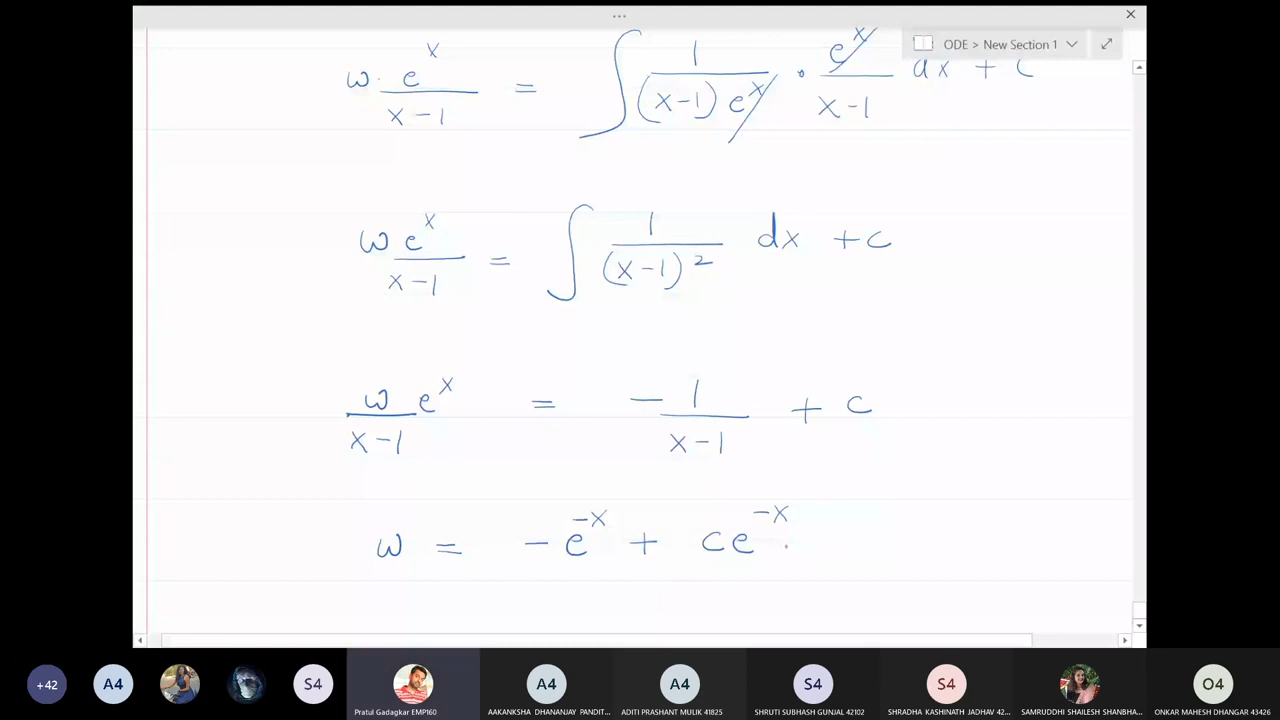 ODE > New Section 1
w · e^x / (x-1) = ∫ 1 / ((x-1) e^x) · e^x / (x-1) dx + C
w e^x / (x-1) = ∫ 1 / (x-1)^2 dx + c
w / (x-1) e^x = - 1 / (x-1) + c
w = - e^-x + c e^-x
+42
A4
S4
A4
A4
S4
S4
O4
Pratul Gadagkar EMP160
AAKANKSHA DHANANJAY PANDIT...
ADITI PRASHANT MULIK 41825
SHRUTI SUBHASH GUNJAL 42102
SHRADHA KASHINATH JADHAV 42...
SAMRUDDHI SHAILESH SHANBHA...
ONKAR MAHESH DHANGAR 43426